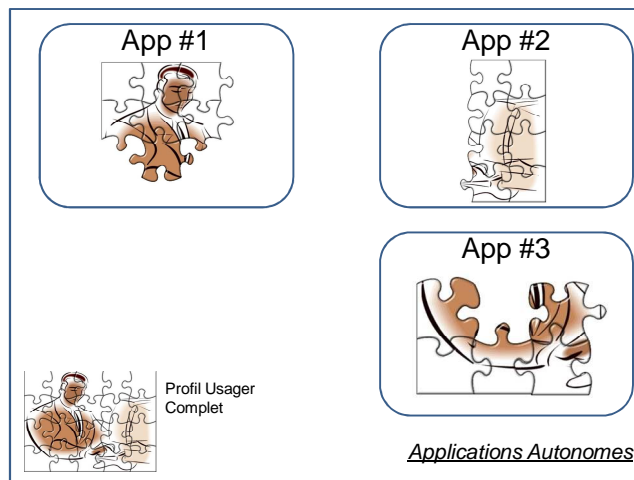 App #1
App #2
App #3
Profil Usager
Complet
Applications Autonomes